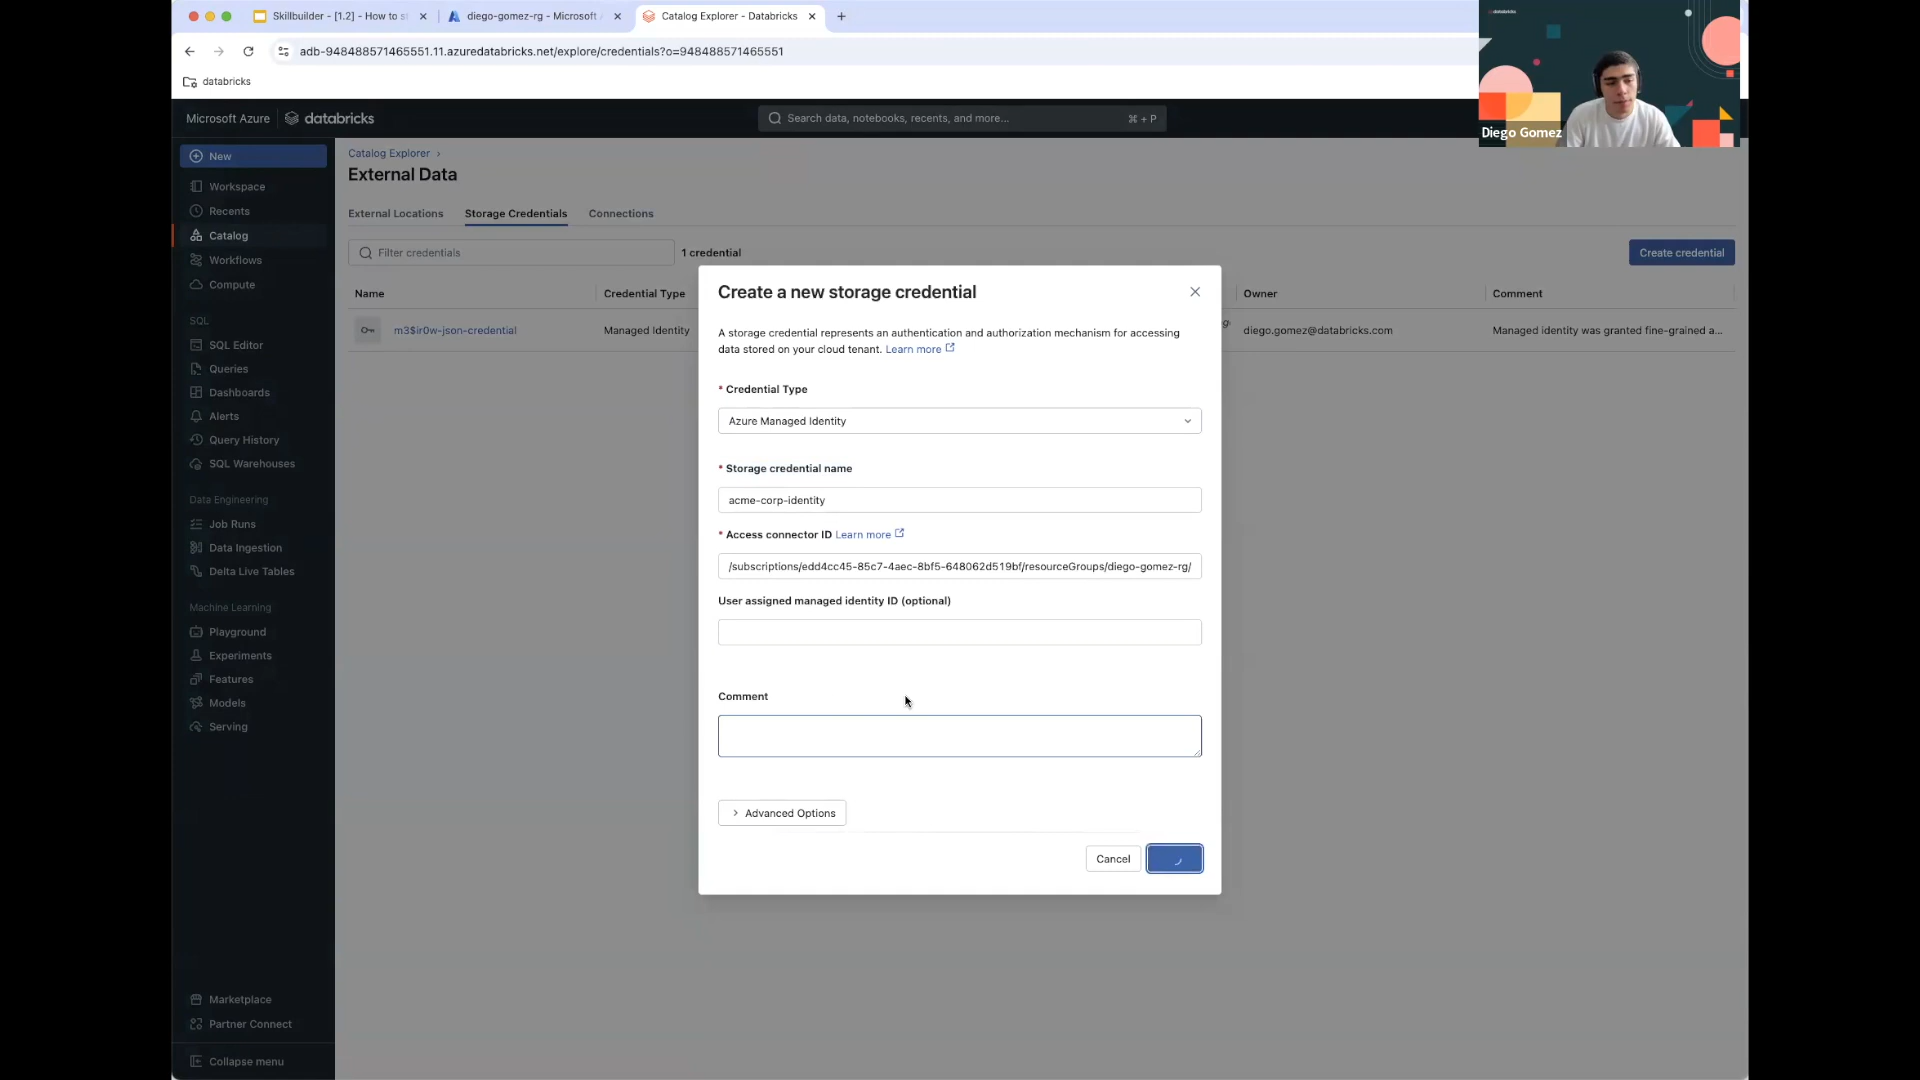 Skillbuilder - [1.2] - How to s
diego-gomez-rg - Microsoft
Catalog Explorer - Databricks
adb-948488571465551.11.azuredatabricks.net/explore/credentials?o=948488571465551
databricks
Diego Gomez
Microsoft Azure
databricks
Search data, notebooks, recents, and more...
⌘ + P
New
Workspace
Recents
Catalog
Workflows
Compute
SQL
SQL Editor
Queries
Dashboards
Alerts
Query History
SQL Warehouses
Data Engineering
Job Runs
Data Ingestion
Delta Live Tables
Machine Learning
Playground
Experiments
Features
Models
Serving
Marketplace
Partner Connect
Collapse menu
Catalog Explorer ›
External Data
External Locations
Storage Credentials
Connections
Filter credentials
1 credential
Create credential
Name
Credential Type
Owner
Comment
m3$ir0w-json-credential
Managed Identity
diego.gomez@databricks.com
Managed identity was granted fine-grained a...
Create a new storage credential
A storage credential represents an authentication and authorization mechanism for accessing
data stored on your cloud tenant. Learn more
* Credential Type
Azure Managed Identity
* Storage credential name
acme-corp-identity
* Access connector ID Learn more
/subscriptions/edd4cc45-85c7-4aec-8bf5-648062d519bf/resourceGroups/diego-gomez-rg/
User assigned managed identity ID (optional)
Comment
Advanced Options
Cancel